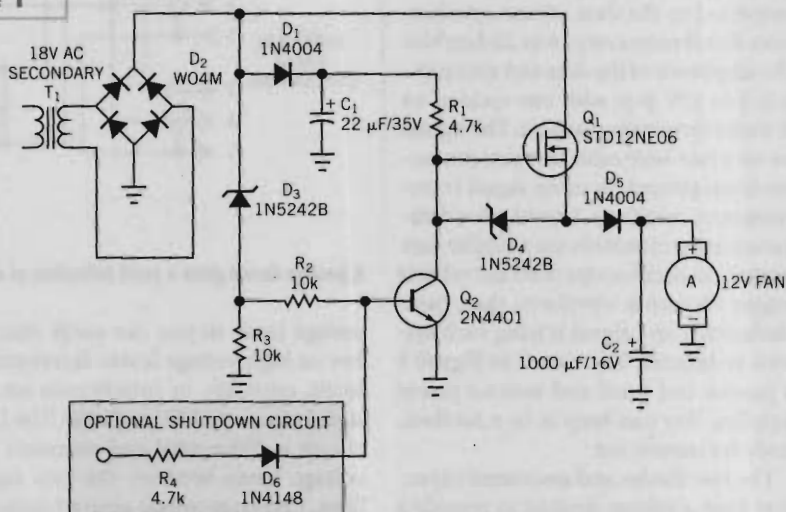 18V AC
SECONDARY
T1
D2
W04M
D1
1N4004
+ C1
22 µF/35V
R1
4.7k
Q1
STD12NE06
D3
1N5242B
D5
1N4004
D4
1N5242B
R2
10k
Q2
2N4401
A
12V FAN
R3
10k
C2 +
1000 µF/16V
OPTIONAL SHUTDOWN CIRCUIT
R4
4.7k
D6
1N4148